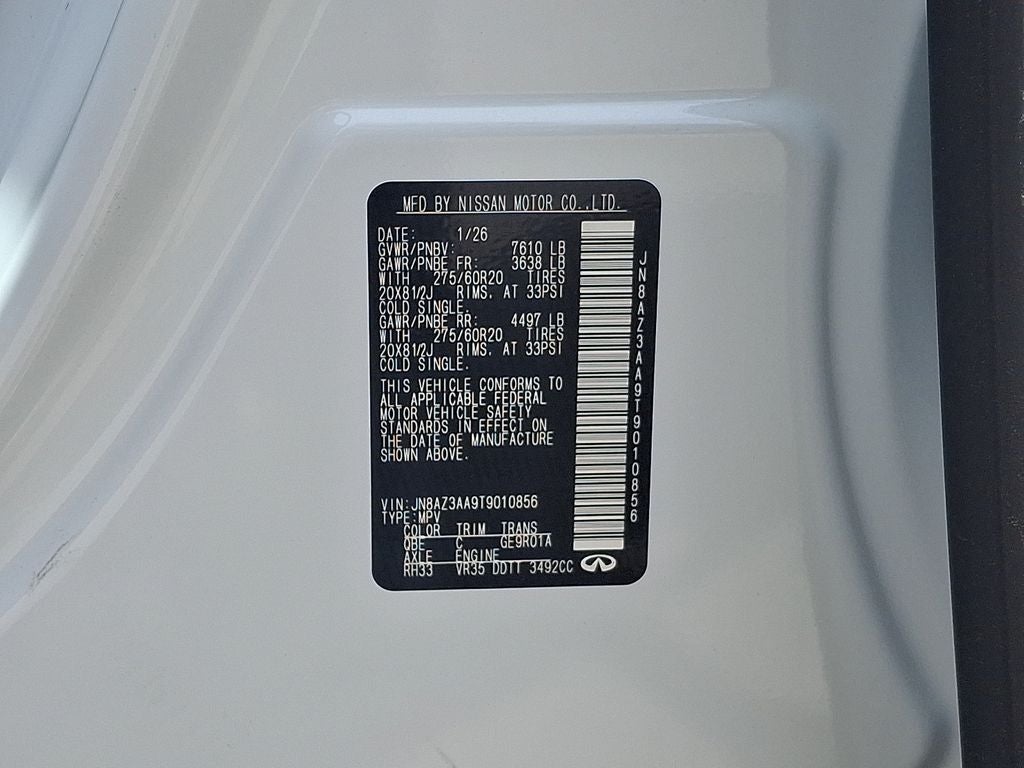 MFD BY NISSAN MOTOR CO.,LTD.
DATE: 1/26
GVWR/PNBV: 7610 LB
GAWR/PNBE FR: 3638 LB
WITH 275/60R20 TIRES
20X81/2J RIMS. AT 33PSI
COLD SINGLE.
GAWR/PNBE RR: 4497 LB
WITH 275/60R20 TIRES
20X81/2J RIMS. AT 33PSI
COLD SINGLE.
THIS VEHICLE CONFORMS TO
ALL APPLICABLE FEDERAL
MOTOR VEHICLE SAFETY
STANDARDS IN EFFECT ON
THE DATE OF MANUFACTURE
SHOWN ABOVE.
VIN:JN8AZ3AA9T9010856
TYPE:MPV
COLOR TRIM TRANS
QBE C GE9R01A
AXLE ENGINE
RH33 VR35 DDTT 3492CC
JN8AZ3AA9T9010856